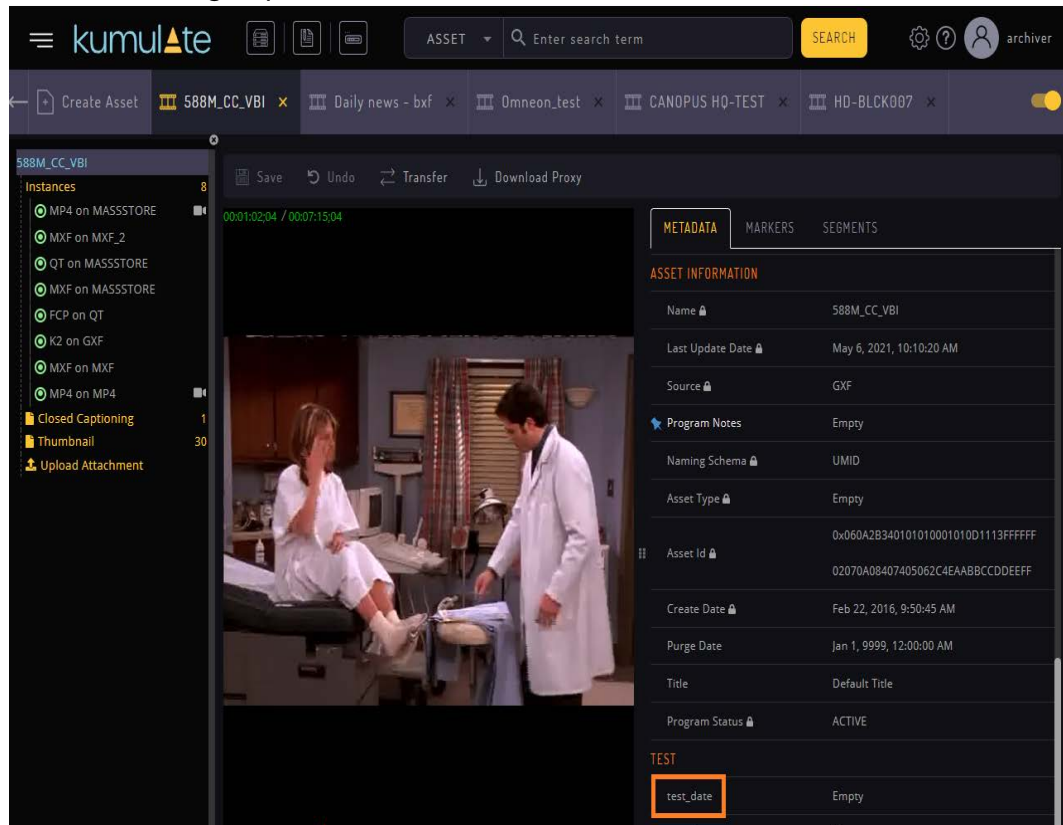 kumulate
ASSET
Enter search term
SEARCH
archiver
Create Asset
588M_CC_VBI
Daily news - bxf
Omneon_test
CANOPUS HQ-TEST
HD-BLCK007
588M_CC_VBI
Instances 8
MP4 on MASSSTORE
MXF on MXF_2
QT on MASSSTORE
MXF on MASSSTORE
FCP on QT
K2 on GXF
MXF on MXF
MP4 on MP4
Closed Captioning 1
Thumbnail 30
Upload Attachment
Save Undo Transfer Download Proxy
00:01:02;04 / 00:07:15;04
METADATA MARKERS SEGMENTS
ASSET INFORMATION
Name 588M_CC_VBI
Last Update Date May 6, 2021, 10:10:20 AM
Source GXF
Program Notes Empty
Naming Schema UMID
Asset Type Empty
Asset Id 0x060A2B340101010001010D1113FFFFFF
02070A08407405062C4EAABBCCDDEEFF
Create Date Feb 22, 2016, 9:50:45 AM
Purge Date Jan 1, 9999, 12:00:00 AM
Title Default Title
Program Status ACTIVE
TEST
test_date Empty